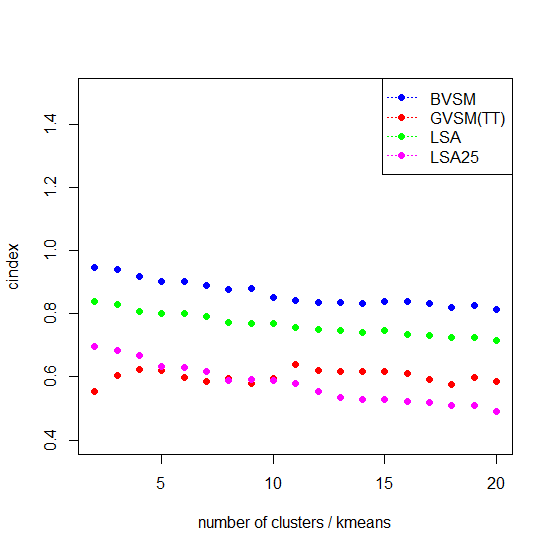 BVSM
GVSM(TT)
LSA
LSA25
cindex
1.4
1.2
1.0
0.8
0.6
0.4
5 10 15 20
number of clusters / kmeans